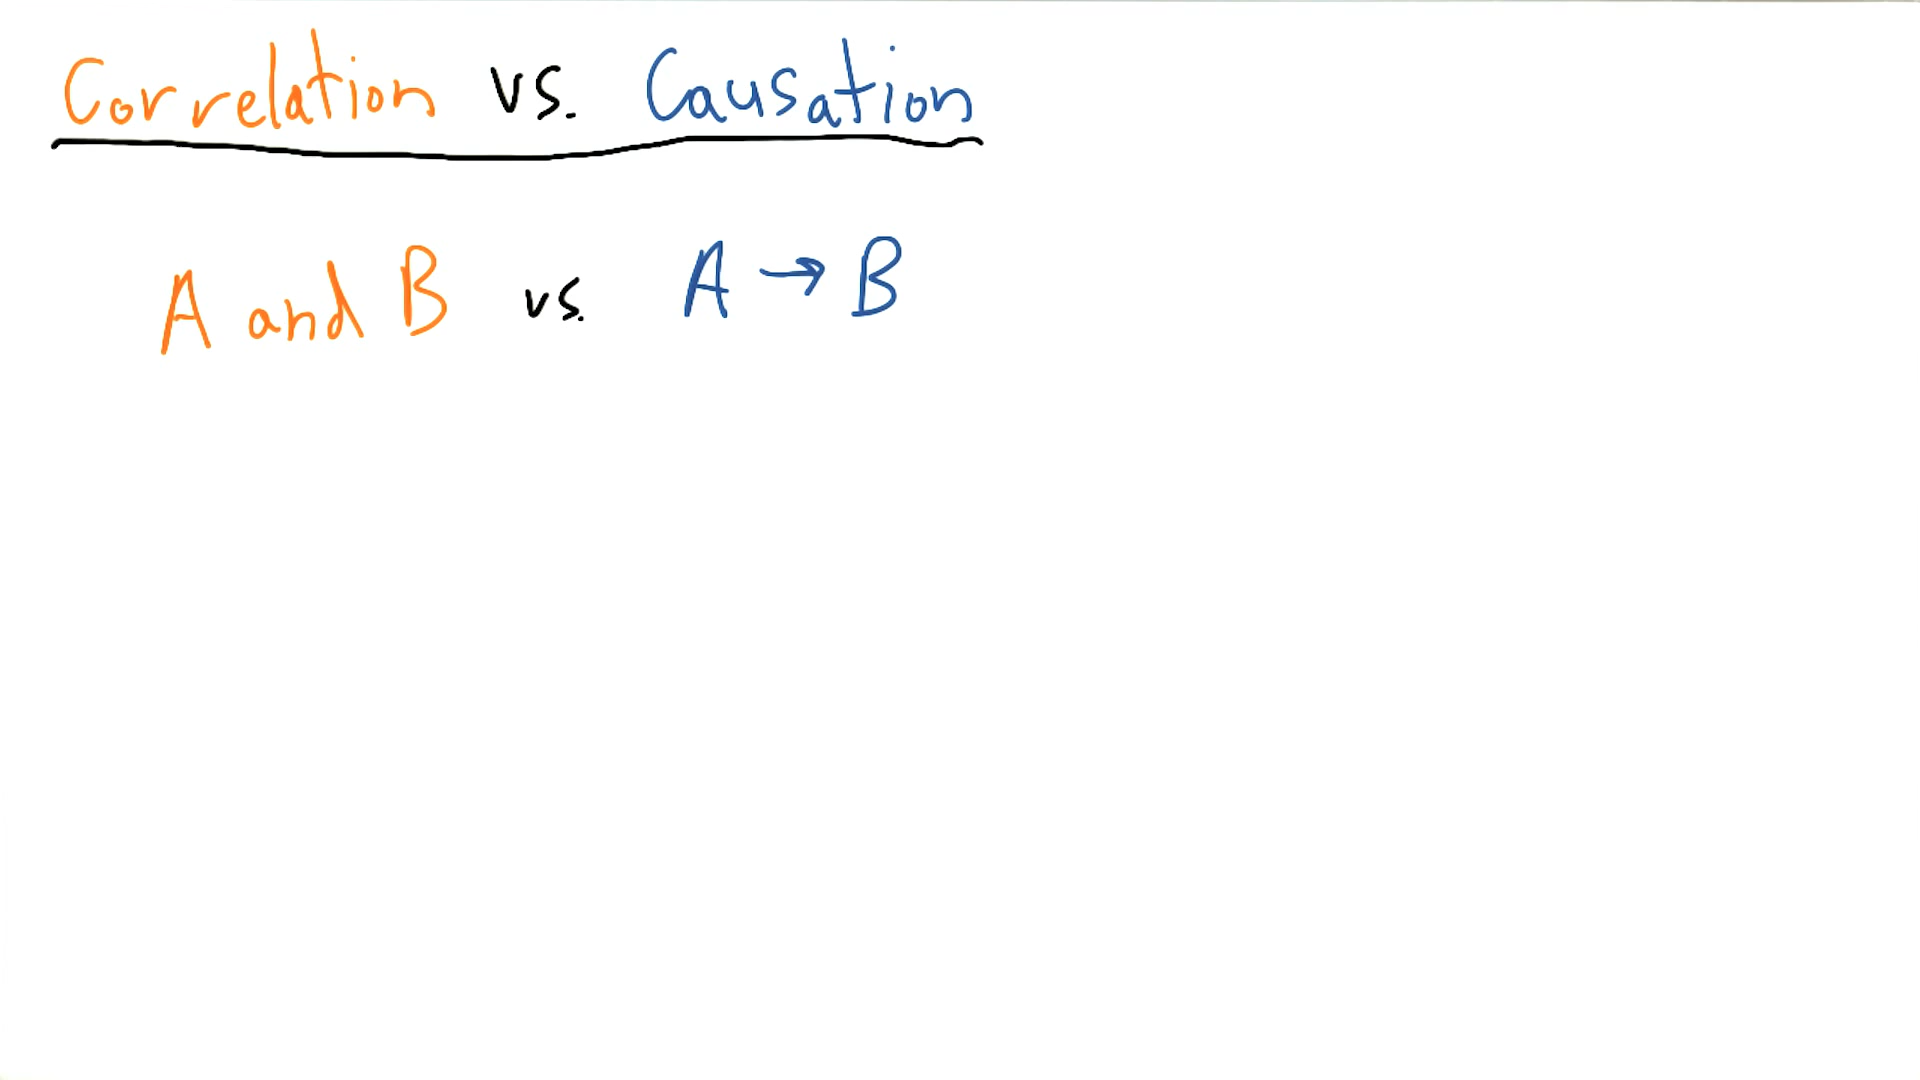 Correlation vs. Causation
A and B vs. A → B